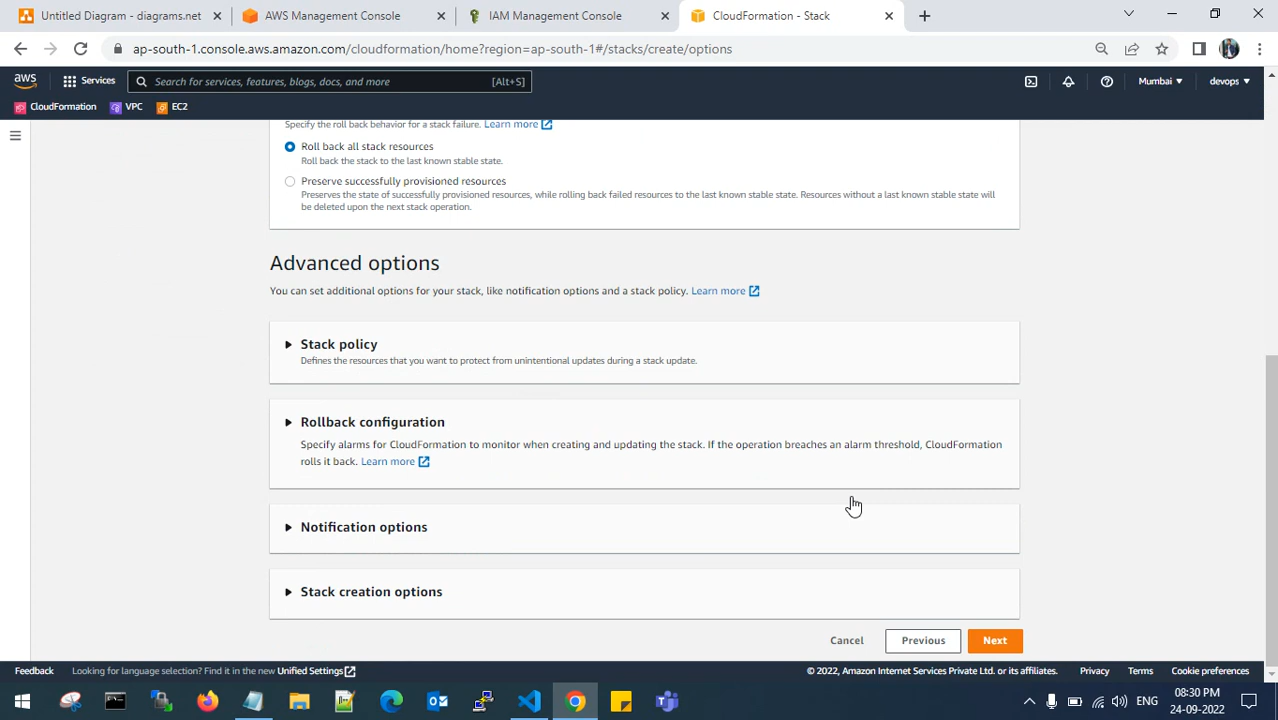 Untitled Diagram - diagrams.net
AWS Management Console
IAM Management Console
CloudFormation - Stack
ap-south-1.console.aws.amazon.com/cloudformation/home?region=ap-south-1#/stacks/create/options
aws
Services
Search for services, features, blogs, docs, and more
[Alt+S]
Mumbai
devops
CloudFormation
VPC
EC2
Specify the roll back behavior for a stack failure. Learn more
Roll back all stack resources
Roll back the stack to the last known stable state.
Preserve successfully provisioned resources
Preserves the state of successfully provisioned resources, while rolling back failed resources to the last known stable state. Resources without a last known stable state will
be deleted upon the next stack operation.
Advanced options
You can set additional options for your stack, like notification options and a stack policy. Learn more
Stack policy
Defines the resources that you want to protect from unintentional updates during a stack update.
Rollback configuration
Specify alarms for CloudFormation to monitor when creating and updating the stack. If the operation breaches an alarm threshold, CloudFormation
rolls it back. Learn more
Notification options
Stack creation options
Cancel
Previous
Next
Feedback
Looking for language selection? Find it in the new Unified Settings
© 2022, Amazon Internet Services Private Ltd. or its affiliates.
Privacy
Terms
Cookie preferences
ENG
08:30 PM
24-09-2022